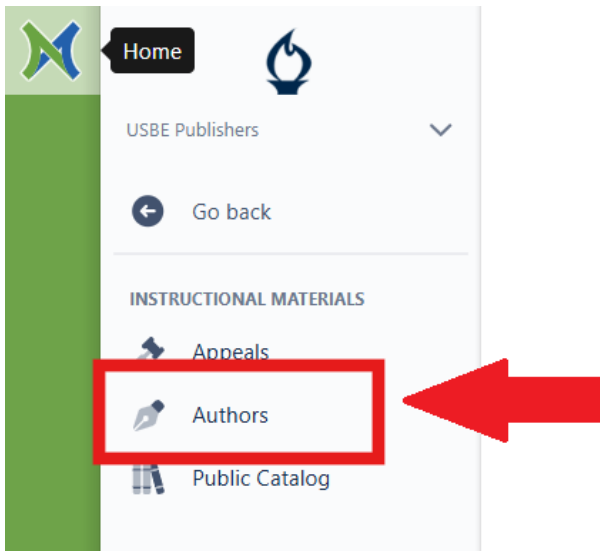 Home
USBE Publishers
Go back
INSTRUCTIONAL MATERIALS
Appeals
Authors
Public Catalog